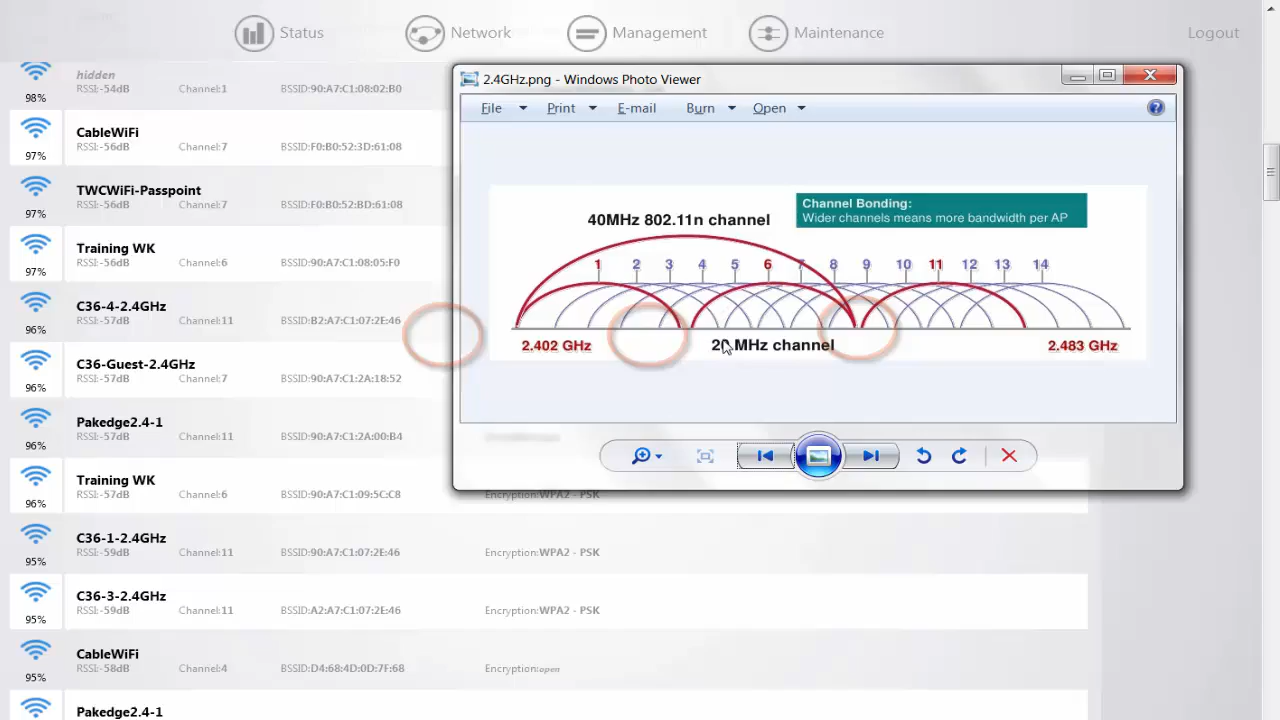 Status
Network
Management
Maintenance
Logout
hidden
98%
RSSI:-54dB Channel:1 BSSID:90:A7:C1:08:02:B0
CableWiFi
97%
RSSI:-56dB Channel:7 BSSID:F0:B0:52:3D:61:08
TWCWiFi-Passpoint
97%
RSSI:-56dB Channel:7 BSSID:F0:B0:52:BD:61:08
Training WK
97%
RSSI:-56dB Channel:6 BSSID:90:A7:C1:08:05:F0
C36-4-2.4GHz
96%
RSSI:-57dB Channel:11 BSSID:B2:A7:C1:07:2E:46
C36-Guest-2.4GHz
96%
RSSI:-57dB Channel:7 BSSID:90:A7:C1:2A:18:52
Pakedge2.4-1
96%
RSSI:-57dB Channel:11 BSSID:90:A7:C1:2A:00:B4
Training WK
96%
RSSI:-57dB Channel:6 BSSID:90:A7:C1:09:5C:C8 Encryption:WPA2 - PSK
C36-1-2.4GHz
95%
RSSI:-59dB Channel:11 BSSID:90:A7:C1:07:2E:46 Encryption:WPA2 - PSK
C36-3-2.4GHz
95%
RSSI:-59dB Channel:11 BSSID:A2:A7:C1:07:2E:46 Encryption:WPA2 - PSK
CableWiFi
95%
RSSI:-58dB Channel:4 BSSID:D4:68:4D:0D:7F:68 Encryption:open
Pakedge2.4-1
2.4GHz.png - Windows Photo Viewer
File Print E-mail Burn Open
Channel Bonding:
Wider channels means more bandwidth per AP
40MHz 802.11n channel
1 2 3 4 5 6 7 8 9 10 11 12 13 14
2.402 GHz 20 MHz channel 2.483 GHz